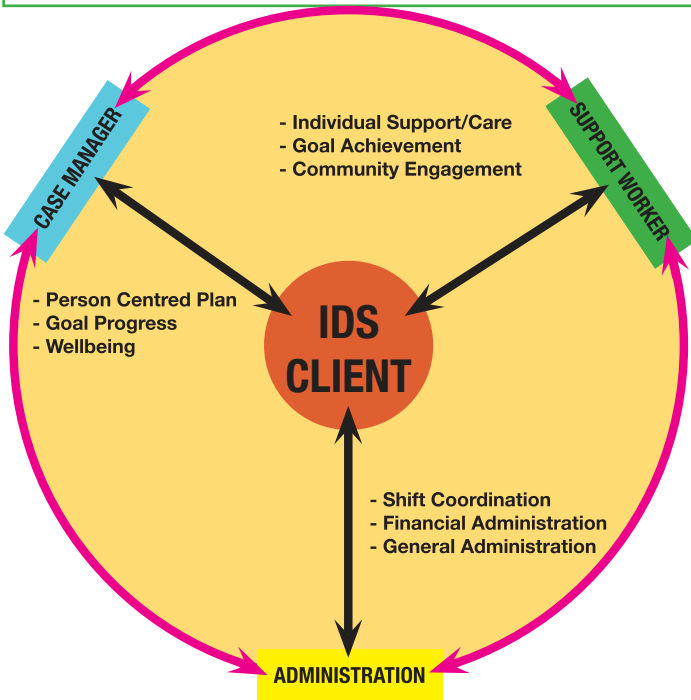 CASE MANAGER
SUPPORT WORKER
- Individual Support/Care
- Goal Achievement
- Community Engagement
- Person Centred Plan
- Goal Progress
- Wellbeing
IDS
CLIENT
- Shift Coordination
- Financial Administration
- General Administration
ADMINISTRATION